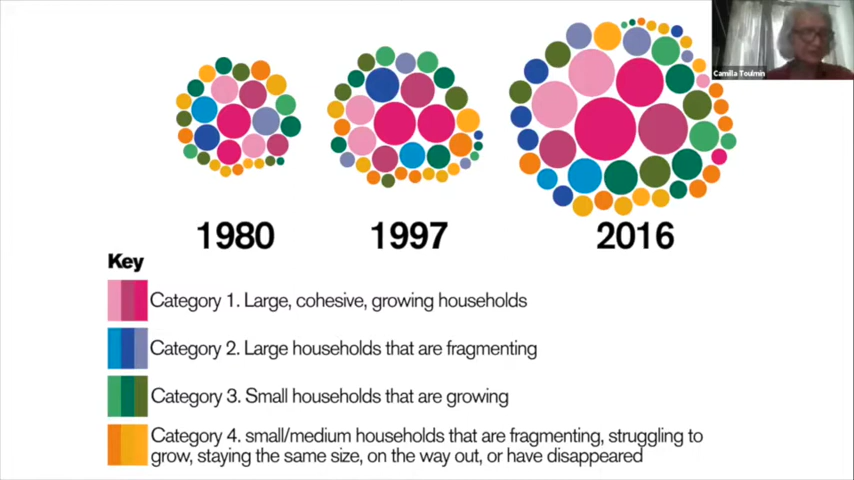 Camilla Toulmin
1980
1997
2016
Key
Category 1. Large, cohesive, growing households
Category 2. Large households that are fragmenting
Category 3. Small households that are growing
Category 4. small/medium households that are fragmenting, struggling to
grow, staying the same size, on the way out, or have disappeared